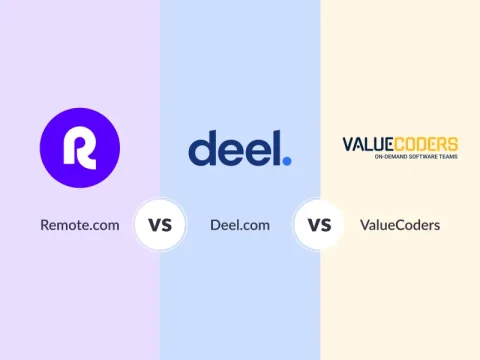 R
deel.
VALUECODERS
ON-DEMAND SOFTWARE TEAMS
Remote.com
VS
Deel.com
VS
ValueCoders